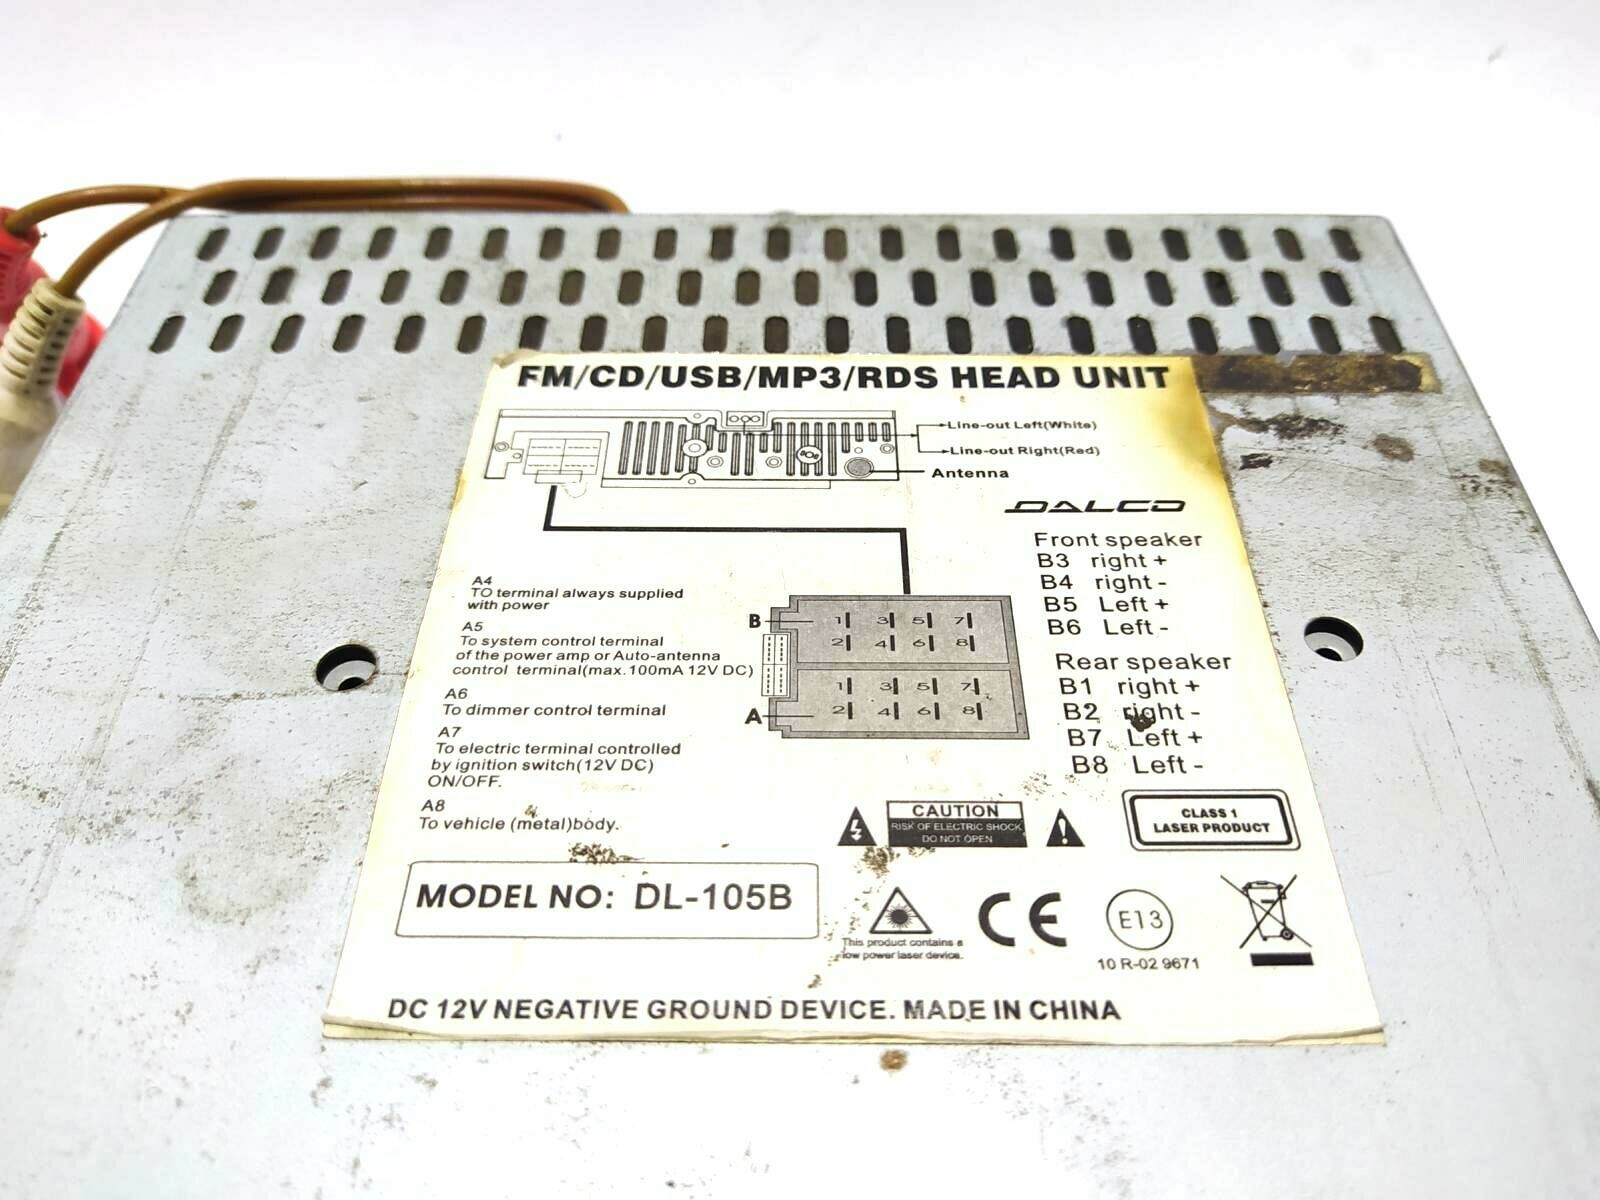 FM/CD/USB/MP3/RDS HEAD UNIT
Line-out Left(White)
Line-out Right(Red)
Antenna
DALCO
Front speaker
B3 right +
B4 right -
B5 Left +
B6 Left -
Rear speaker
B1 right +
B2 right -
B7 Left +
B8 Left -
A4
TO terminal always supplied
with power
A5
To system control terminal
of the power amp or Auto-antenna
control terminal(max.100mA 12V DC)
A6
To dimmer control terminal
A7
To electric terminal controlled
by ignition switch(12V DC)
ON/OFF.
A8
To vehicle (metal)body.
B
1 3 5 7
2 4 6 8
1 3 5 7
A
2 4 6 8
CAUTION
RISK OF ELECTRIC SHOCK
DO NOT OPEN
CLASS 1
LASER PRODUCT
MODEL NO: DL-105B
This product contains a
low power laser device.
CE
E13
10 R-02 9671
DC 12V NEGATIVE GROUND DEVICE. MADE IN CHINA